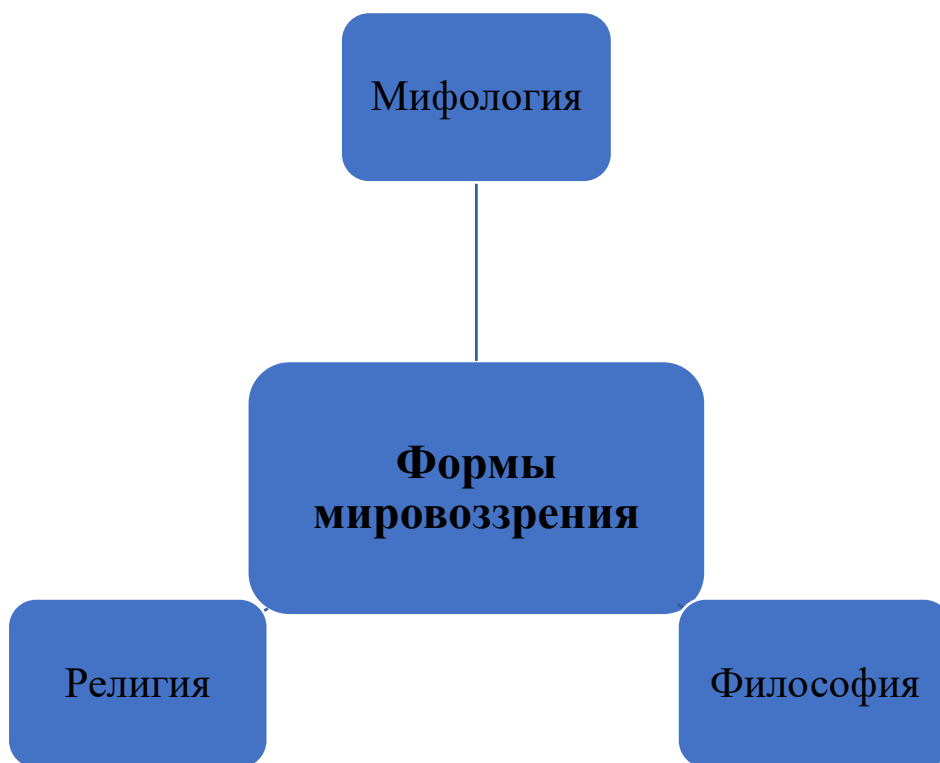 Мифология
Формы
мировоззрения
Религия
Философия